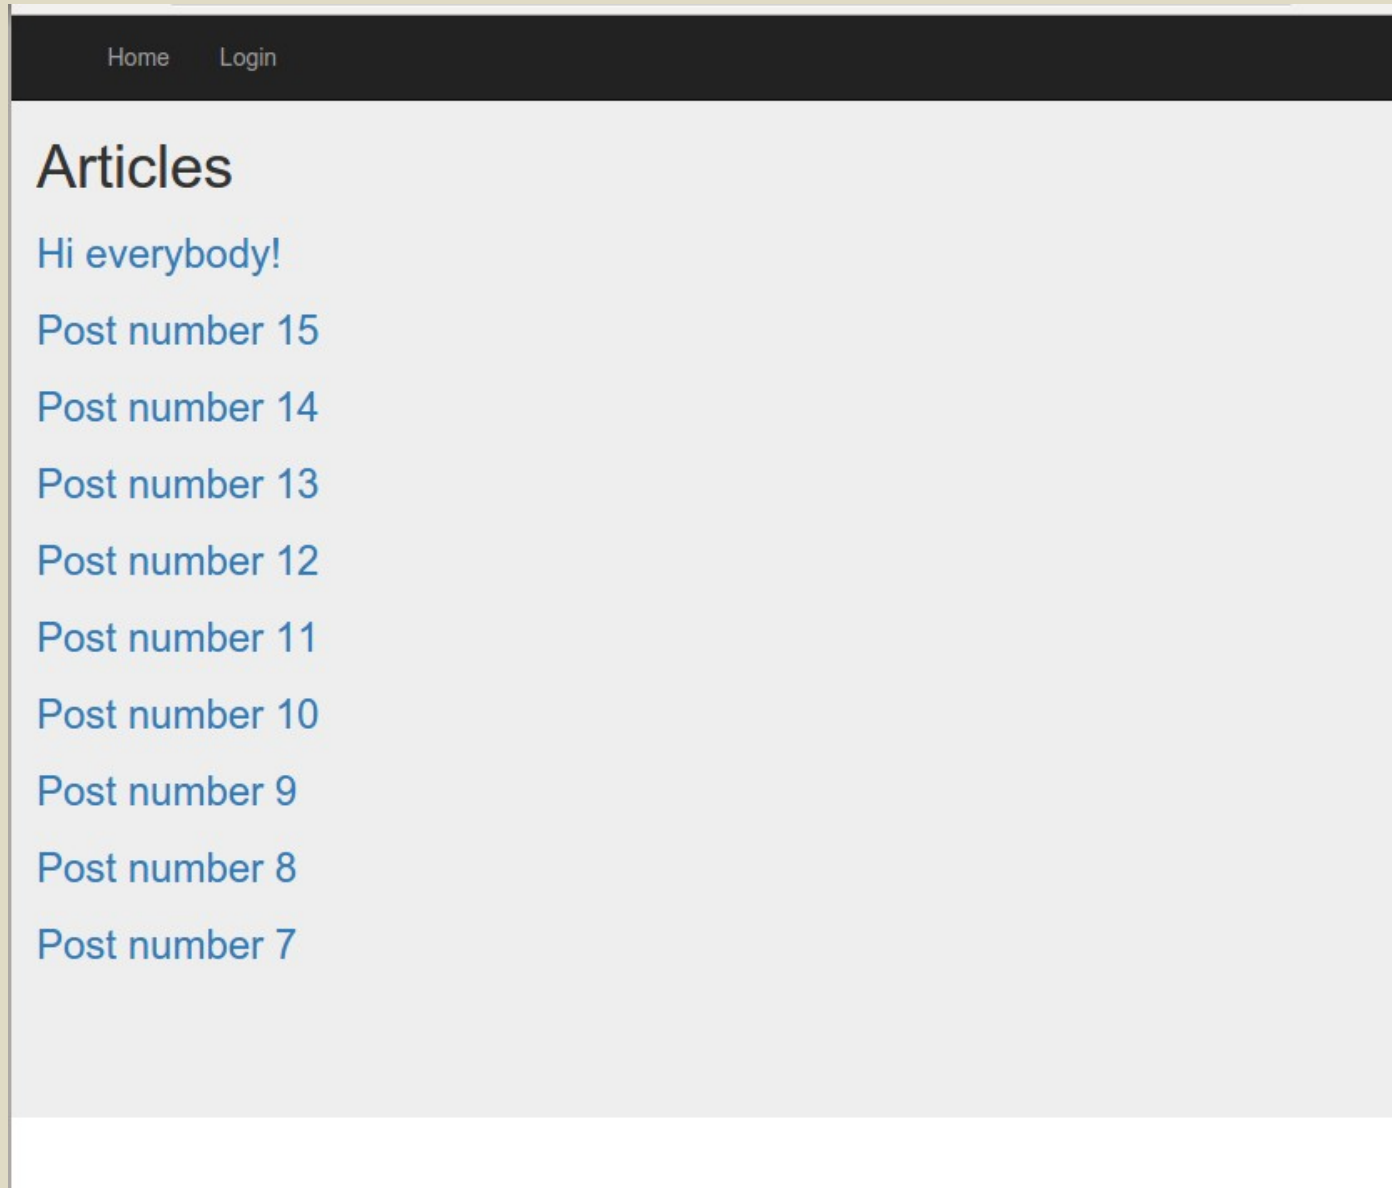 Home Login
Articles
Hi everybody!
Post number 15
Post number 14
Post number 13
Post number 12
Post number 11
Post number 10
Post number 9
Post number 8
Post number 7